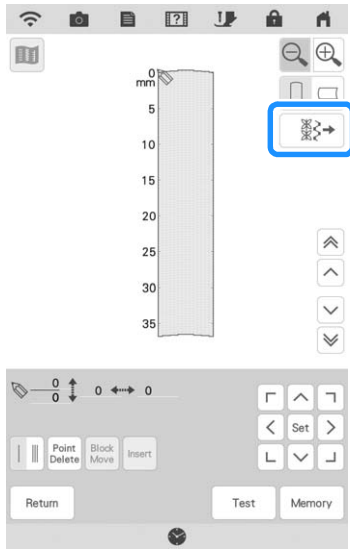 0
mm
5
10
15
20
25
30
35
0
0
0
0
Set
Point
Delete
Block
Move
Insert
Return
Test
Memory